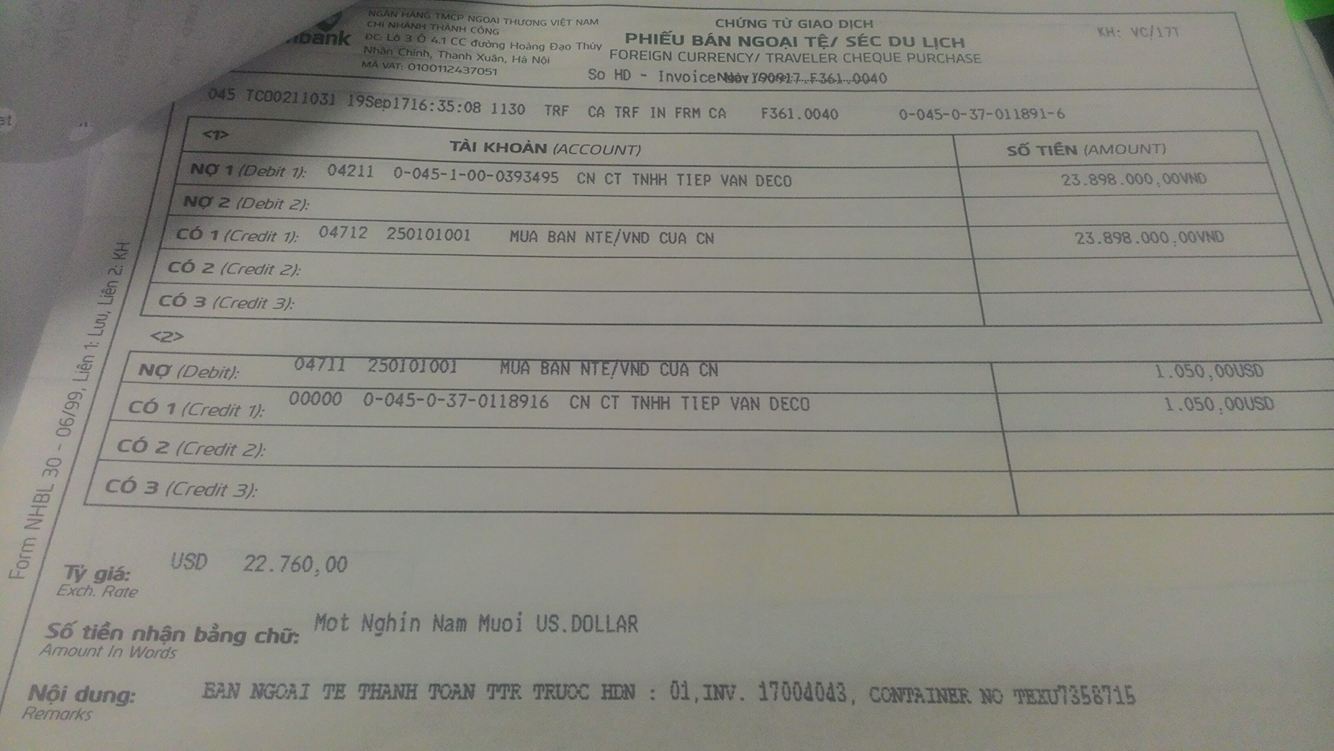 NGÂN HÀNG TMCP NGOẠI THƯƠNG VIỆT NAM
CHI NHÁNH THÀNH CÔNG
ĐC: Lô 3 Ô 4.1 CC đường Hoàng Đạo Thúy
Nhân Chính, Thanh Xuân, Hà Nội
MÃ VAT: 0100112437051
bank
CHỨNG TỪ GIAO DỊCH
PHIẾU BÁN NGOẠI TỆ/ SÉC DU LỊCH
FOREIGN CURRENCY/ TRAVELER CHEQUE PURCHASE
KH: VC/17T
So HD - Invoice No: 190917.F361.0040
045 TCD0211031 19Sep1716:35:08 1130 TRF CA TRF IN FRM CA F361.0040 0-045-0-37-011891-6
<1>
TÀI KHOẢN (ACCOUNT) SỐ TIỀN (AMOUNT)
NỢ 1 (Debit 1): 04211 0-045-1-00-0393495 CN CT TNHH TIEP VAN DECO 23.898.000,00VND
NỢ 2 (Debit 2):
CÓ 1 (Credit 1): 04712 250101001 MUA BAN NTE/VND CUA CN 23.898.000,00VND
CÓ 2 (Credit 2):
CÓ 3 (Credit 3):
<2>
NỢ (Debit): 04711 250101001 MUA BAN NTE/VND CUA CN 1.050,00USD
CÓ 1 (Credit 1): 00000 0-045-0-37-0118916 CN CT TNHH TIEP VAN DECO 1.050,00USD
CÓ 2 (Credit 2):
CÓ 3 (Credit 3):
Tỷ giá: USD 22.760,00
Exch. Rate
Số tiền nhận bằng chữ: Mot Nghin Nam Muoi US.DOLLAR
Amount In Words
Nội dung: BAN NGOAI TE THANH TOAN TTR TRUOC HDN : 01,INV. 17004043, CONTAINER NO TEXU7358715
Remarks
Form NHBL 30 - 06/99, Liên 1: Lưu, Liên 2: KH